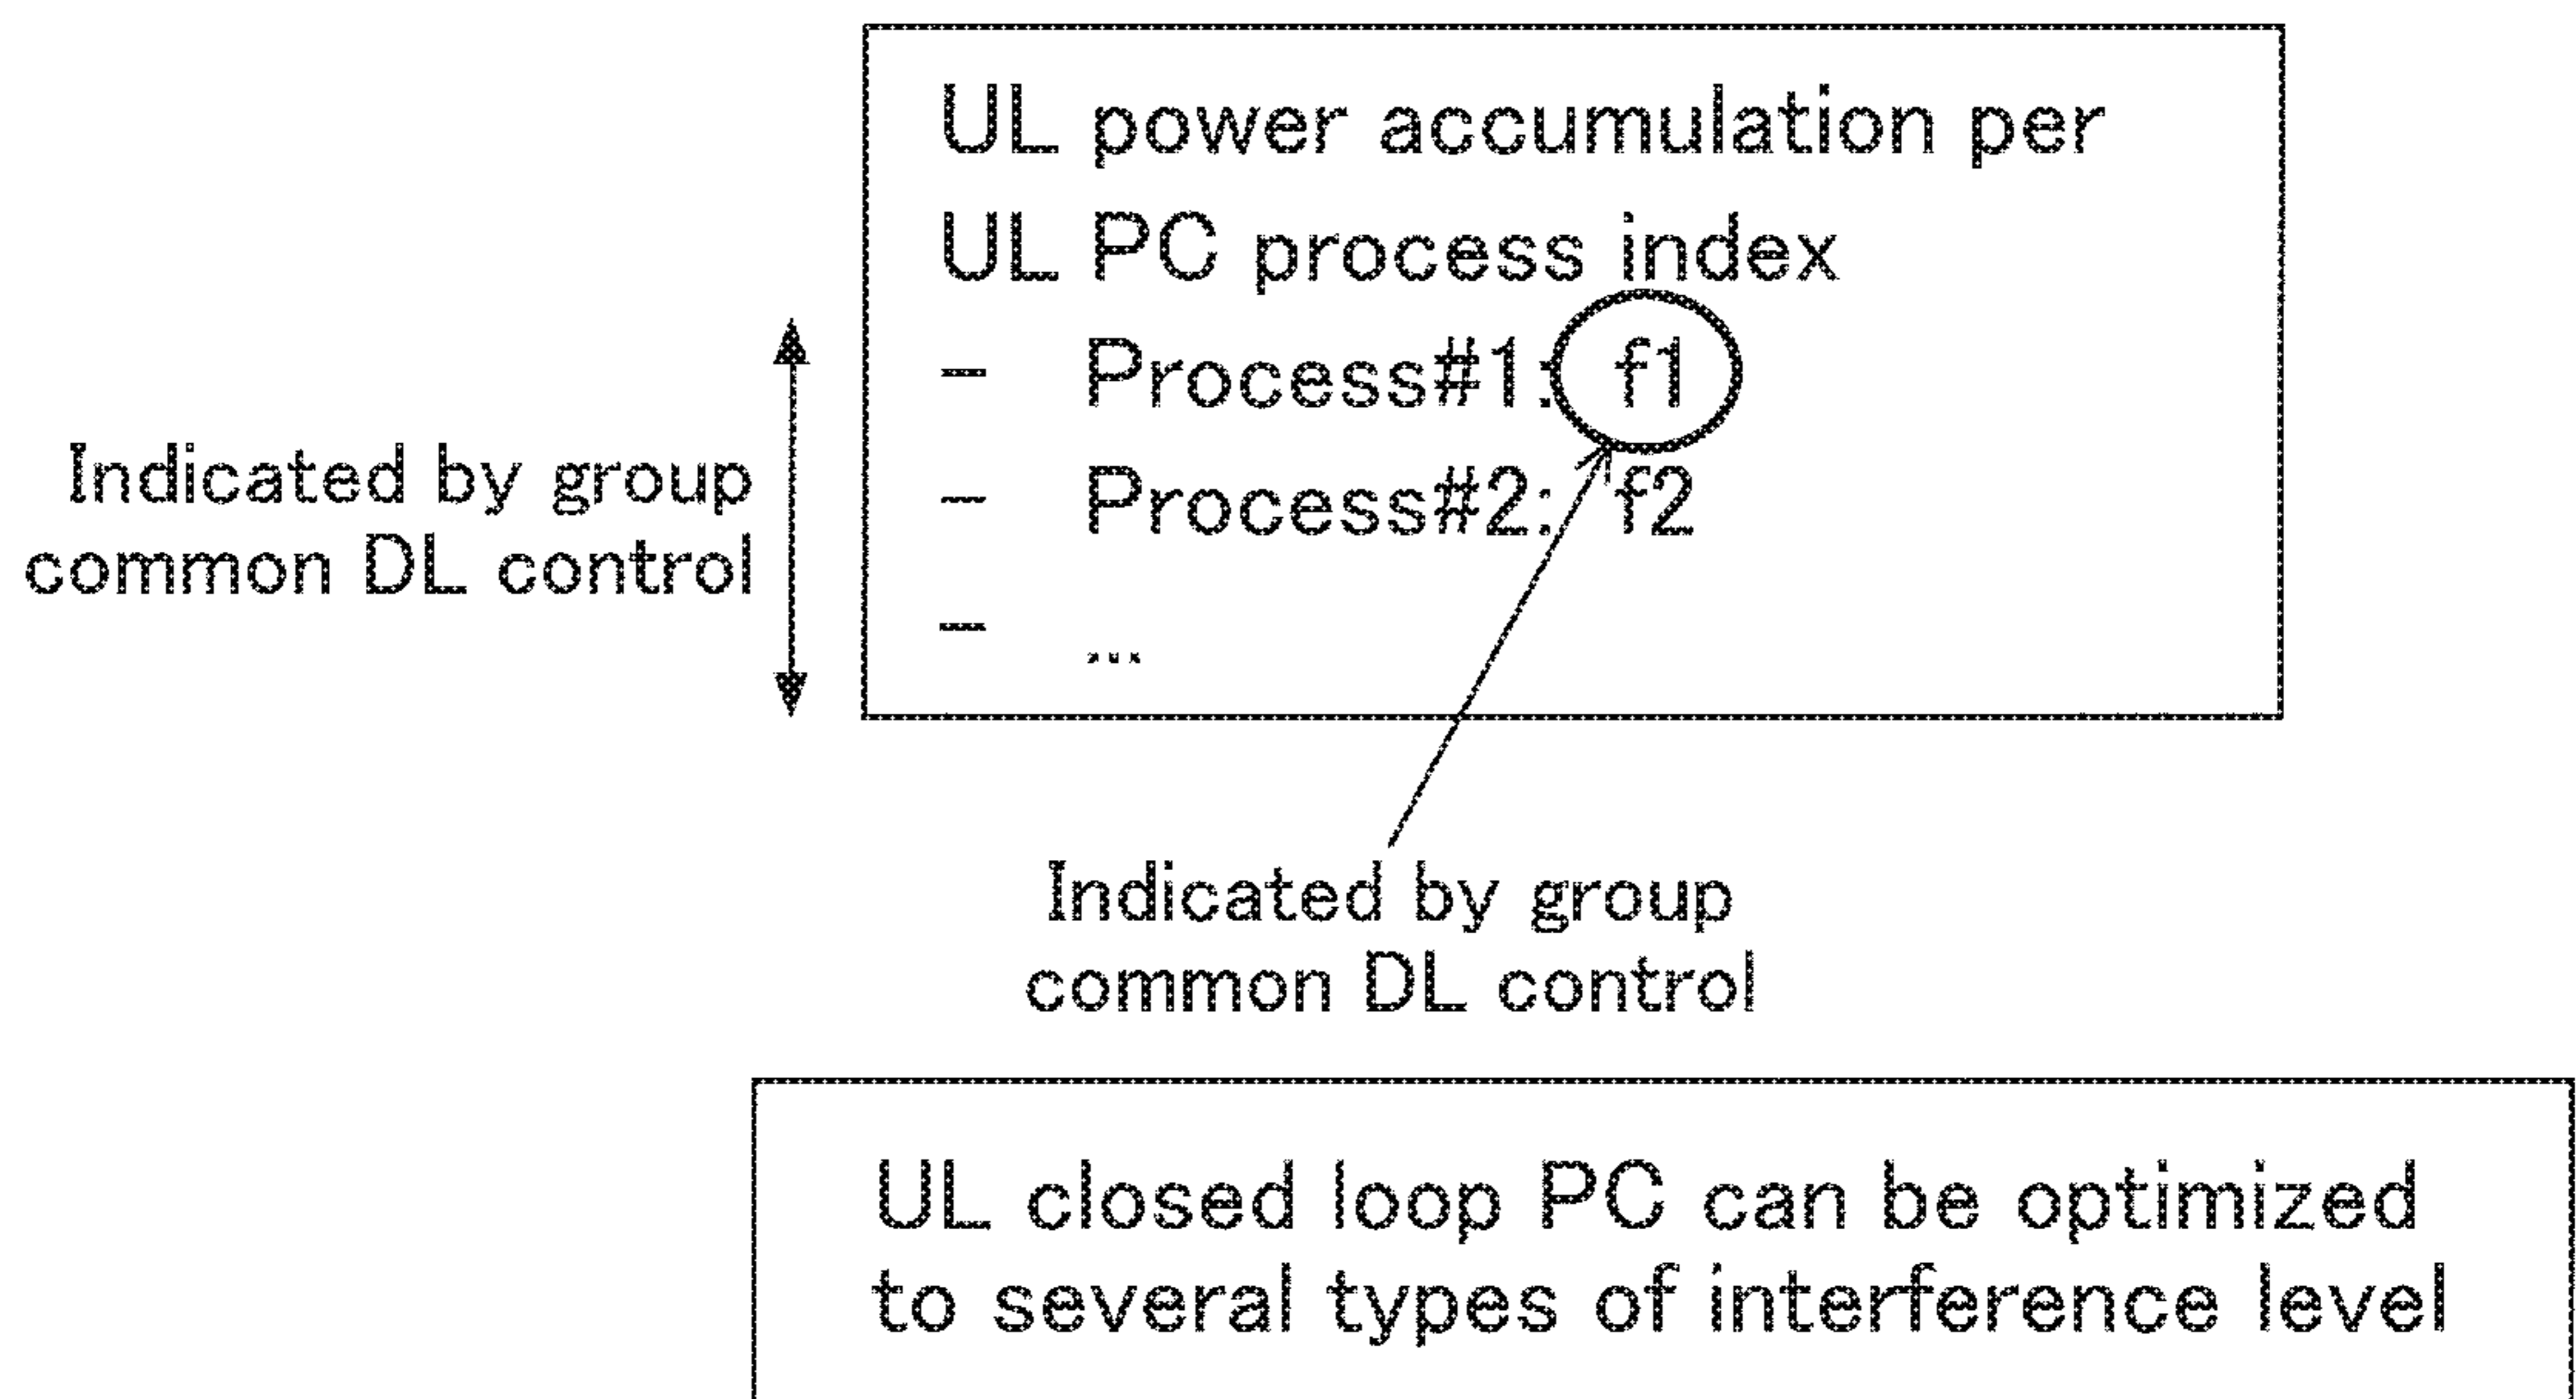 UL power accumulation per
UL PC process index
- Process#1: f1
- Process#2: f2
- ...
Indicated by group
common DL control
Indicated by group
common DL control
UL closed loop PC can be optimized
to several types of interference level